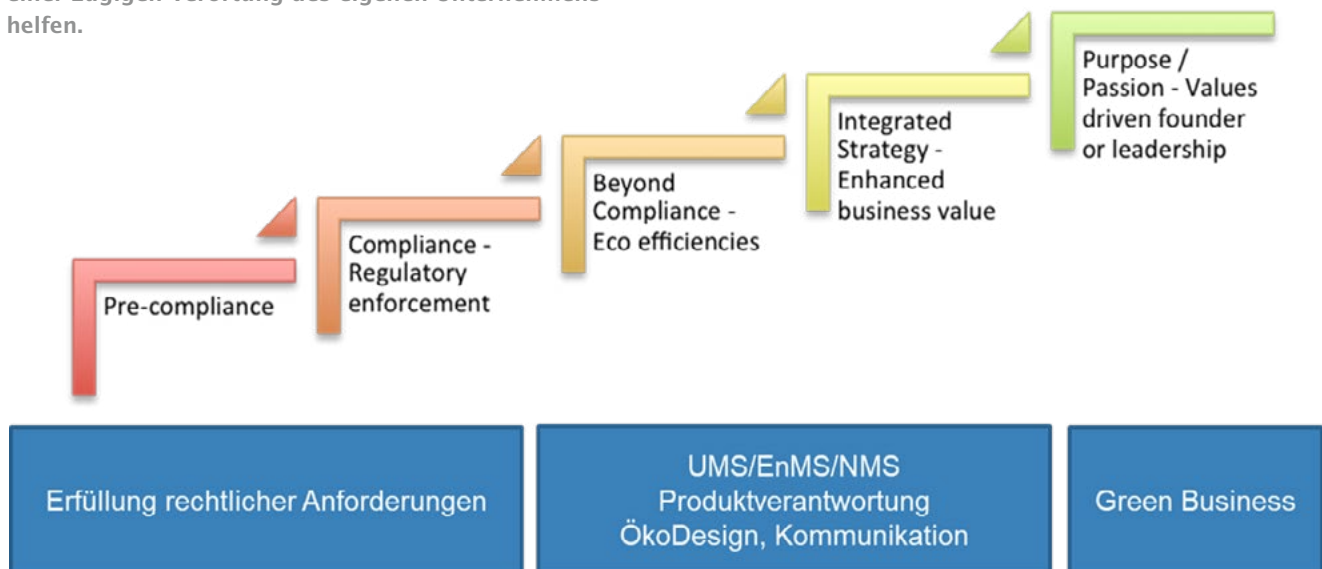 helfen.
Purpose /
Passion - Values
driven founder
or leadership
Integrated
Strategy -
Enhanced
business value
Beyond
Compliance -
Eco efficiencies
Compliance -
Regulatory
enforcement
Pre-compliance
Erfüllung rechtlicher Anforderungen
UMS/EnMS/NMS
Produktverantwortung
ÖkoDesign, Kommunikation
Green Business